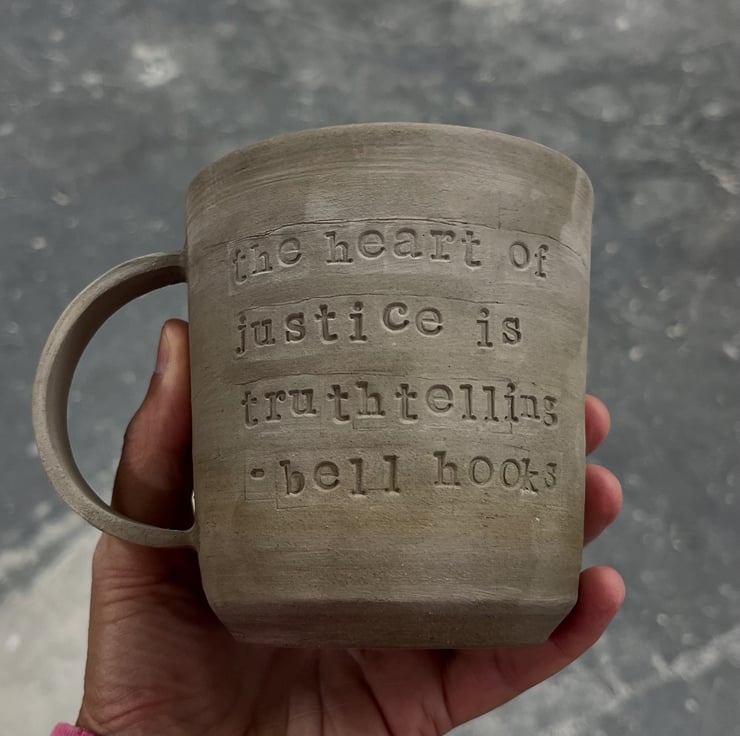 the heart of
justice is
truthtelling
- bell hooks